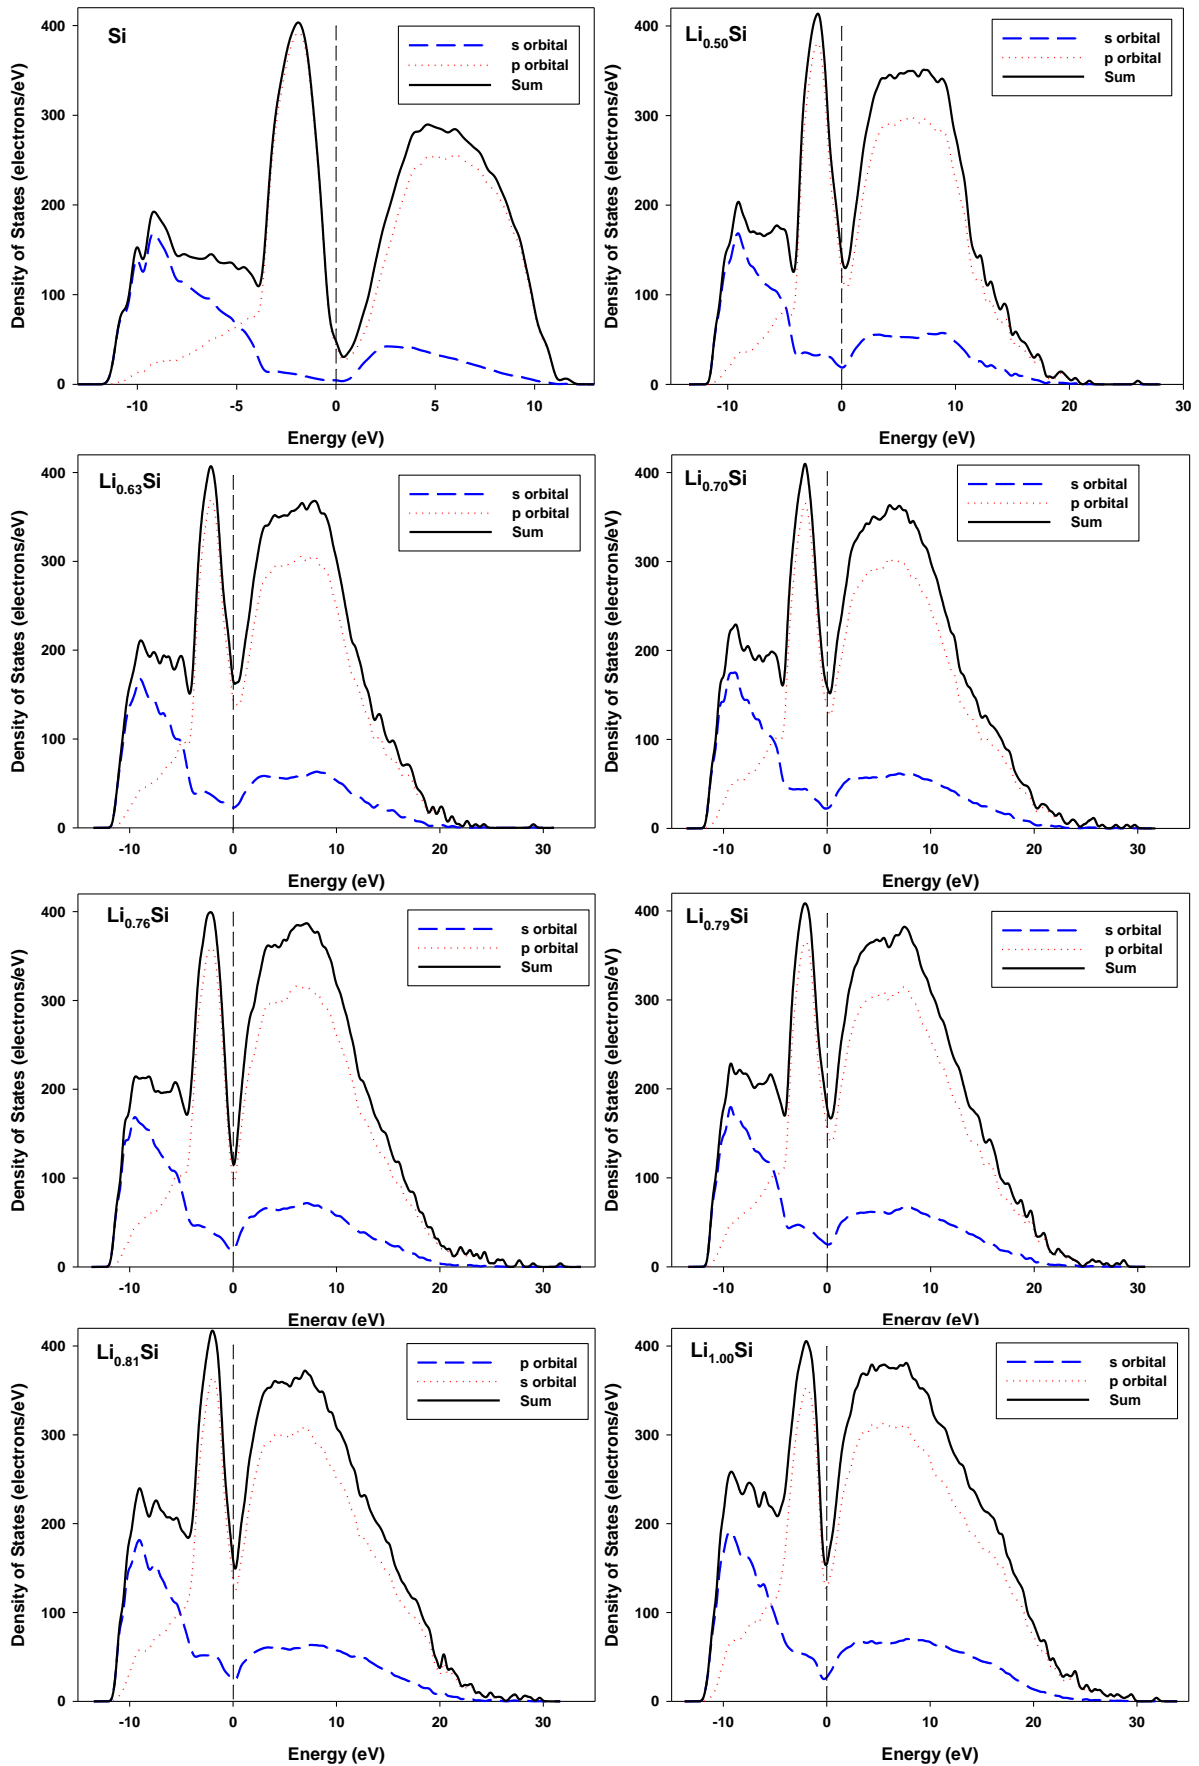 Si
s orbital
p orbital
Sum
400
300
200
100
0
-10
-5
0
5
10
Density of States (electrons/eV)
Energy (eV)
Li0.50Si
s orbital
p orbital
Sum
400
300
200
100
0
-10
0
10
20
30
Density of States (electrons/eV)
Energy (eV)
Li0.63Si
s orbital
p orbital
Sum
400
300
200
100
0
-10
0
10
20
30
Density of States (electrons/eV)
Energy (eV)
Li0.70Si
s orbital
p orbital
Sum
400
300
200
100
0
-10
0
10
20
30
Density of States (electrons/eV)
Energy (eV)
Li0.76Si
s orbital
p orbital
Sum
400
300
200
100
0
-10
0
10
20
30
Density of States (electrons/eV)
Energy (eV)
Li0.79Si
s orbital
p orbital
Sum
400
300
200
100
0
-10
0
10
20
30
Density of States (electrons/eV)
Energy (eV)
Li0.81Si
p orbital
s orbital
Sum
400
300
200
100
0
-10
0
10
20
30
Density of States (electrons/eV)
Energy (eV)
Li1.00Si
s orbital
p orbital
Sum
400
300
200
100
0
-10
0
10
20
30
Density of States (electrons/eV)
Energy (eV)